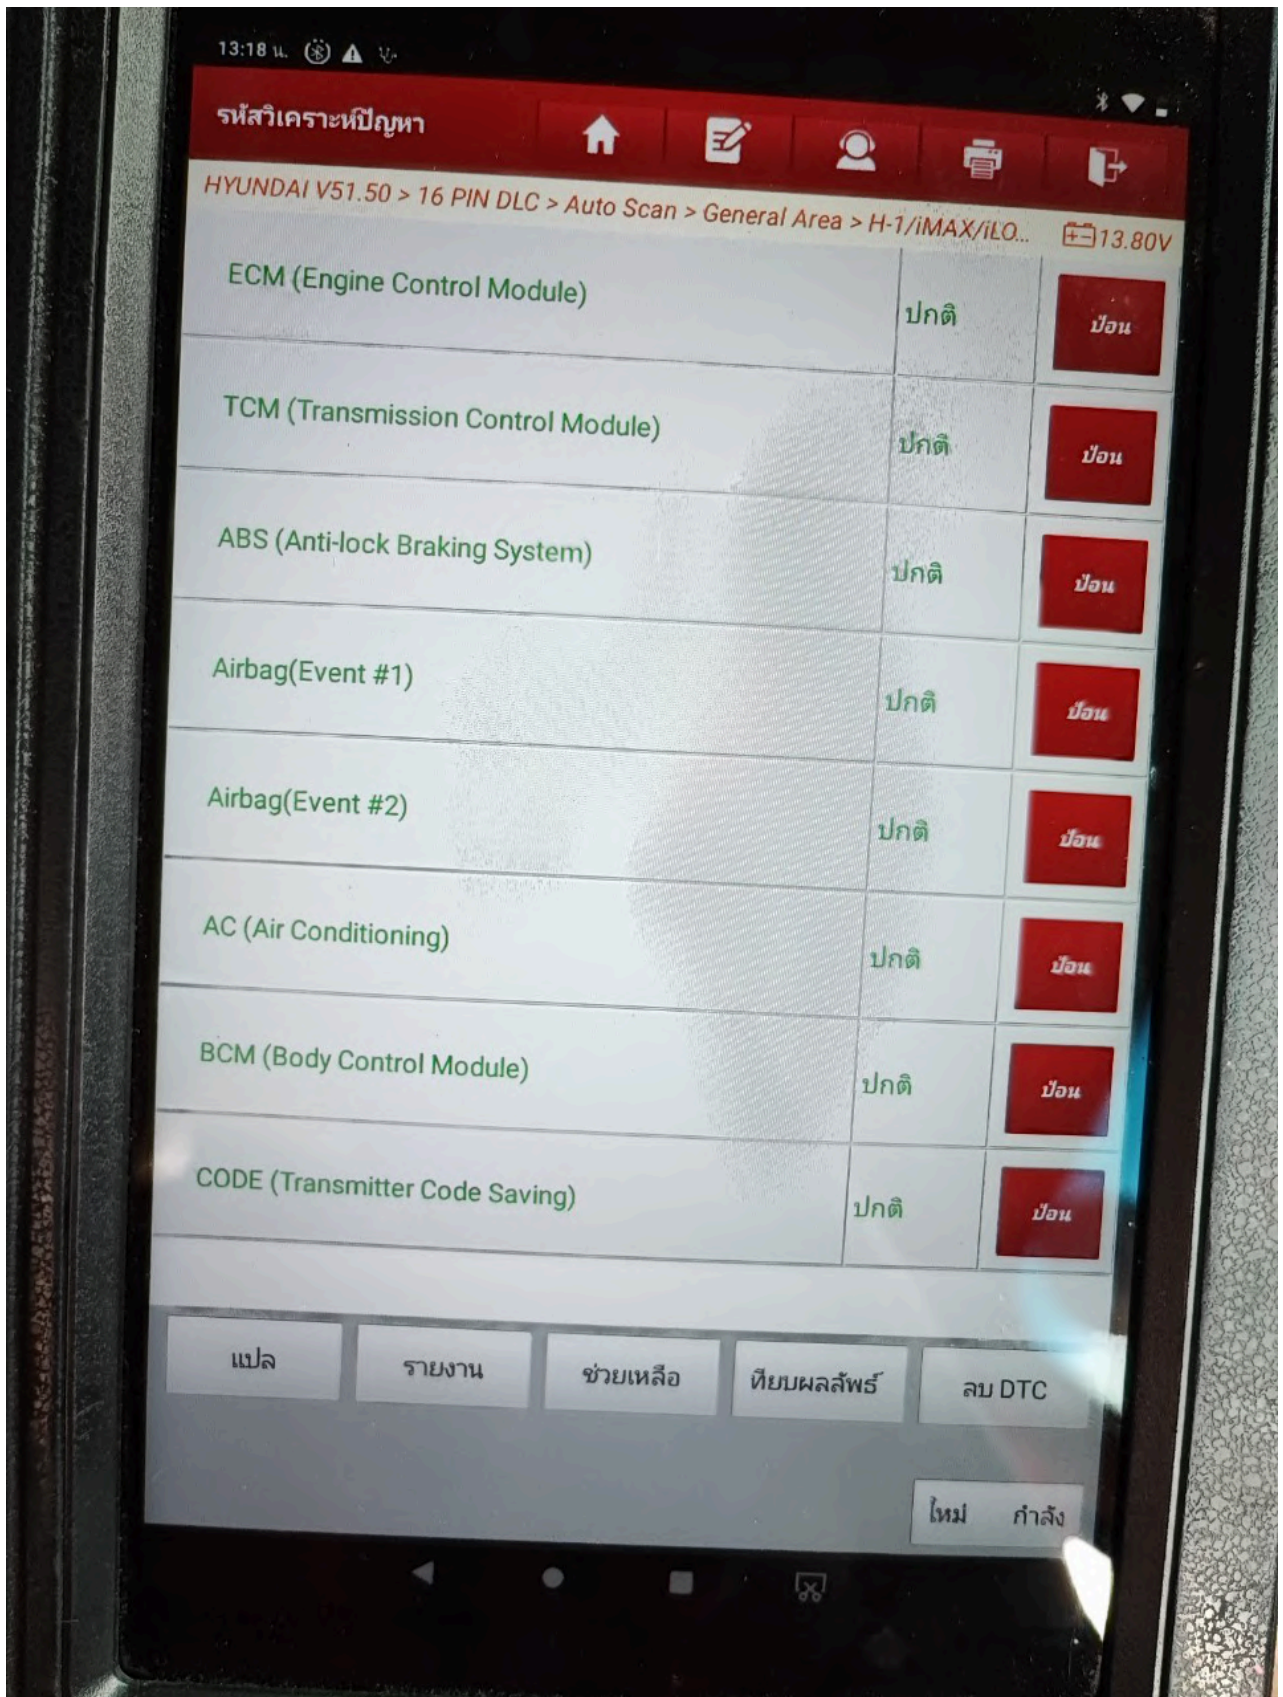 13:18 น.
รหัสวิเคราะห์ปัญหา
HYUNDAI V51.50 > 16 PIN DLC > Auto Scan > General Area > H-1/iMAX/iLO... 13.80V
ECM (Engine Control Module) ปกติ ป้อน
TCM (Transmission Control Module) ปกติ ป้อน
ABS (Anti-lock Braking System) ปกติ ป้อน
Airbag(Event #1) ปกติ ป้อน
Airbag(Event #2) ปกติ ป้อน
AC (Air Conditioning) ปกติ ป้อน
BCM (Body Control Module) ปกติ ป้อน
CODE (Transmitter Code Saving) ปกติ ป้อน
แปล รายงาน ช่วยเหลือ ทียบผลลัพธ์ ลบ DTC
ใหม่ กำลัง